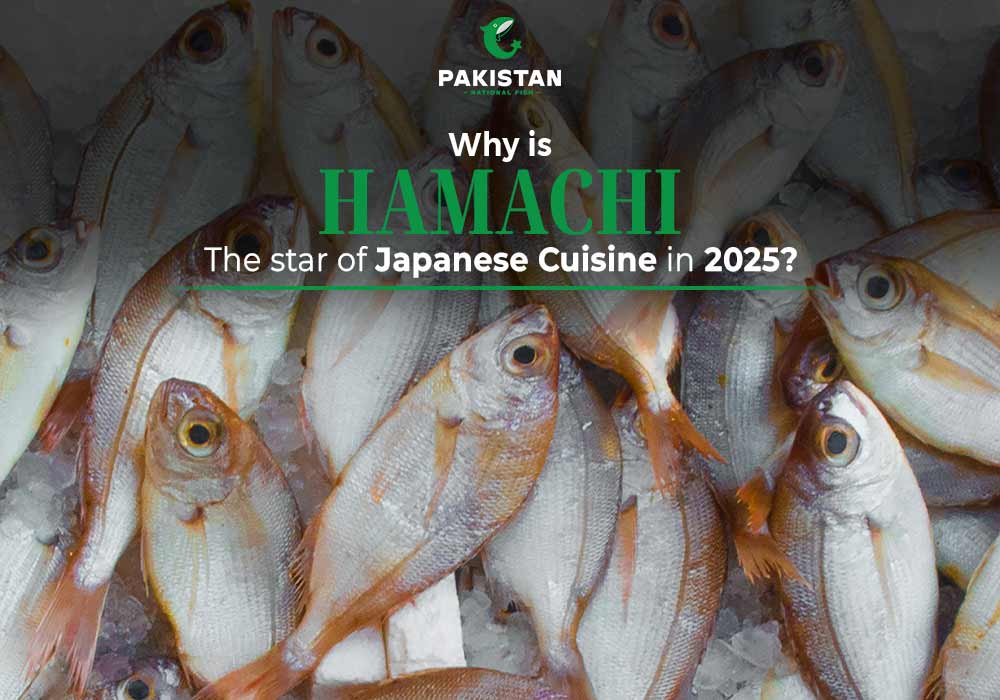 PAKISTAN
- NATIONAL FISH -
Why is
HAMACHI
The star of Japanese Cuisine in 2025?